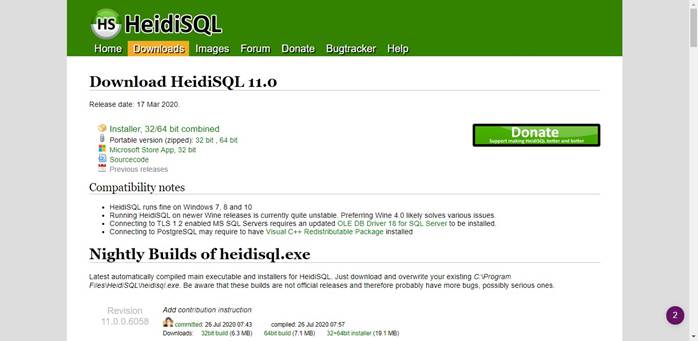 HS HeidiSQL
Home Downloads Images Forum Donate Bugtracker Help
Download HeidiSQL 11.0
Release date: 17 Mar 2020.
Installer, 32/64 bit combined
Portable version (zipped): 32 bit , 64 bit
Microsoft Store App, 32 bit
Sourcecode
Previous releases
Donate
Support making HeidiSQL better and better
Compatibility notes
HeidiSQL runs fine on Windows 7, 8 and 10
Running HeidiSQL on newer Wine releases is currently quite unstable. Preferring Wine 4.0 likely solves various issues.
Connecting to TLS 1.2 enabled MS SQL Servers requires an updated OLE DB Driver 18 for SQL Server to be installed.
Connecting to PostgreSQL may require to have Visual C++ Redistributable Package installed
Nightly Builds of heidisql.exe
Latest automatically compiled main executable and installers for HeidiSQL. Just download and overwrite your existing C:\Program
Files\HeidiSQL\heidisql.exe. Be aware that these builds are not official releases and therefore probably have more bugs, possibly serious ones.
Revision
11.0.0.6058
Add contribution instruction
committed: 26 Jul 2020 07:43 compiled: 26 Jul 2020 07:57
Downloads: 32bit build (6.3 MB) 64bit build (7.1 MB) 32+64bit installer (19.1 MB)
2